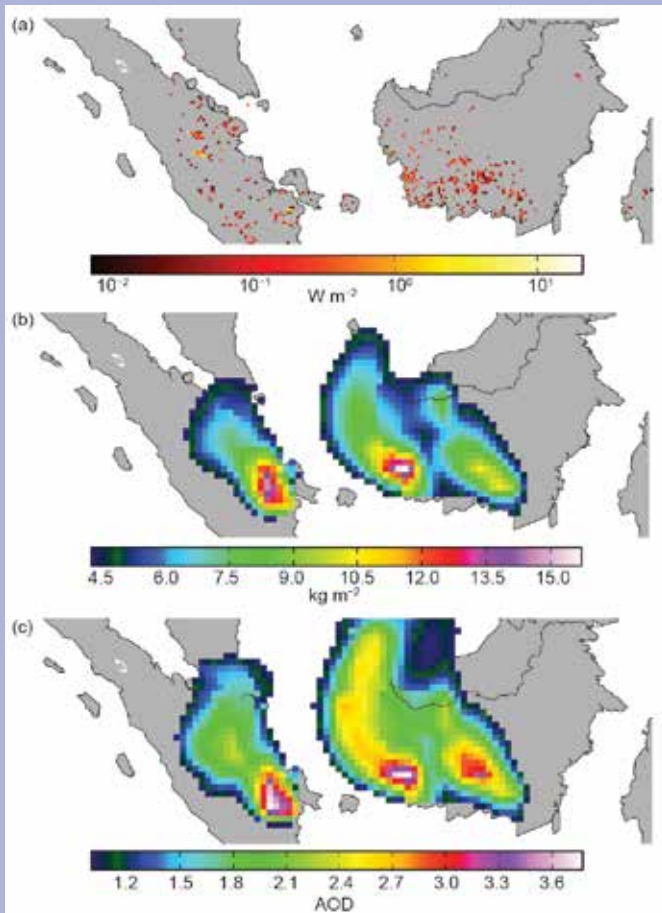 (a)
10⁻² 10⁻¹ 10⁰ 10¹
W m⁻²
(b)
4.5 6.0 7.5 9.0 10.5 12.0 13.5 15.0
kg m⁻²
(c)
1.2 1.5 1.8 2.1 2.4 2.7 3.0 3.3 3.6
AOD